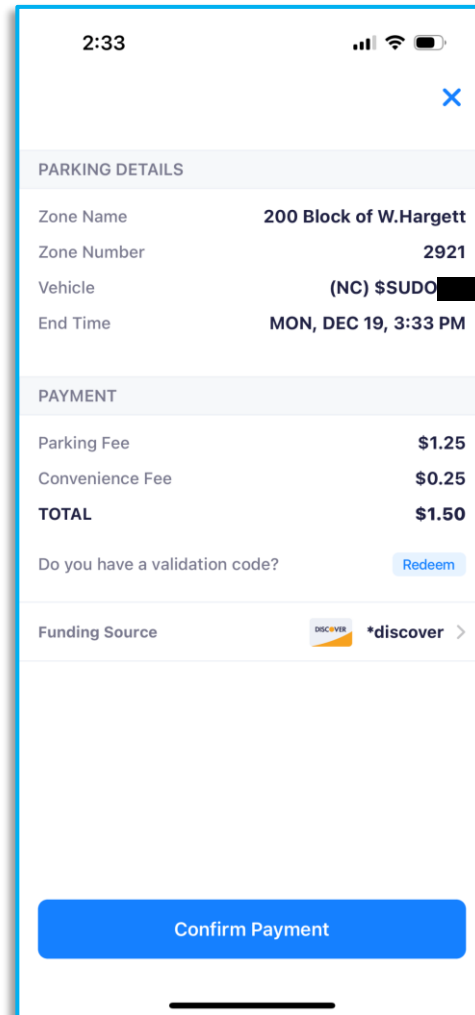 2:33
PARKING DETAILS
Zone Name 200 Block of W.Hargett
Zone Number 2921
Vehicle (NC) $SUDO
End Time MON, DEC 19, 3:33 PM
PAYMENT
Parking Fee $1.25
Convenience Fee $0.25
TOTAL $1.50
Do you have a validation code? Redeem
Funding Source DISCOVER *discover
Confirm Payment